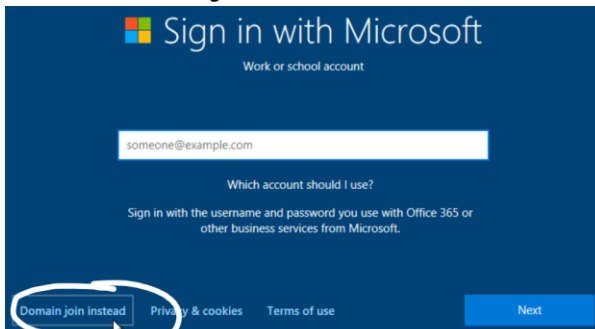 Sign in with Microsoft
Work or school account
someone@example.com
Which account should I use?
Sign in with the username and password you use with Office 365 or
other business services from Microsoft.
Domain join instead Privacy & cookies Terms of use Next